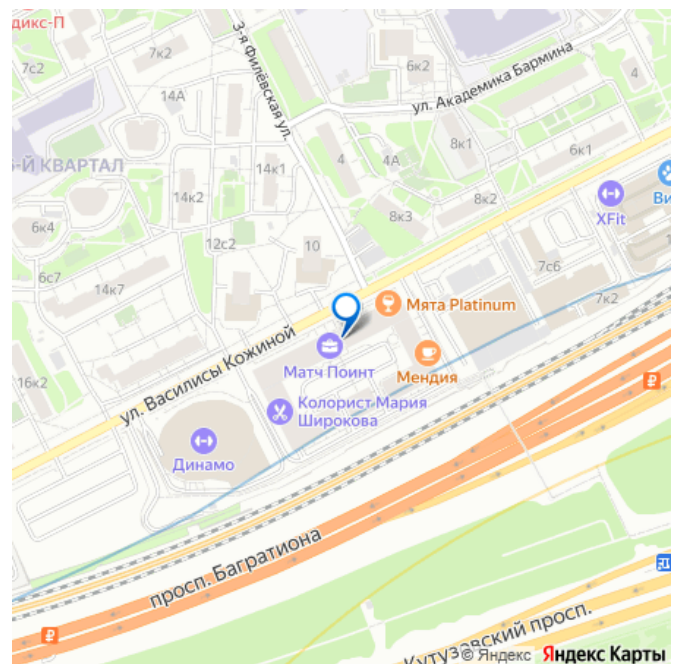 дикс-П
7к2
7с2
14А
3-я Филёвская ул.
6к2
ул. Академика Бармина
4
8к1
6к1
-Й КВАРТАЛ
14к1
4
4А
14к2
8к2
XFit
Ви
6к4
8к3
12с2
10
7с6
6с7
14к7
7к2
Мята Platinum
ул. Василисы Кожиной
Матч Поинт
Мендия
16к2
Колорист Мария
Широкова
Динамо
просп. Багратиона
Кутузовский просп.
© Яндекс Яндекс Карты